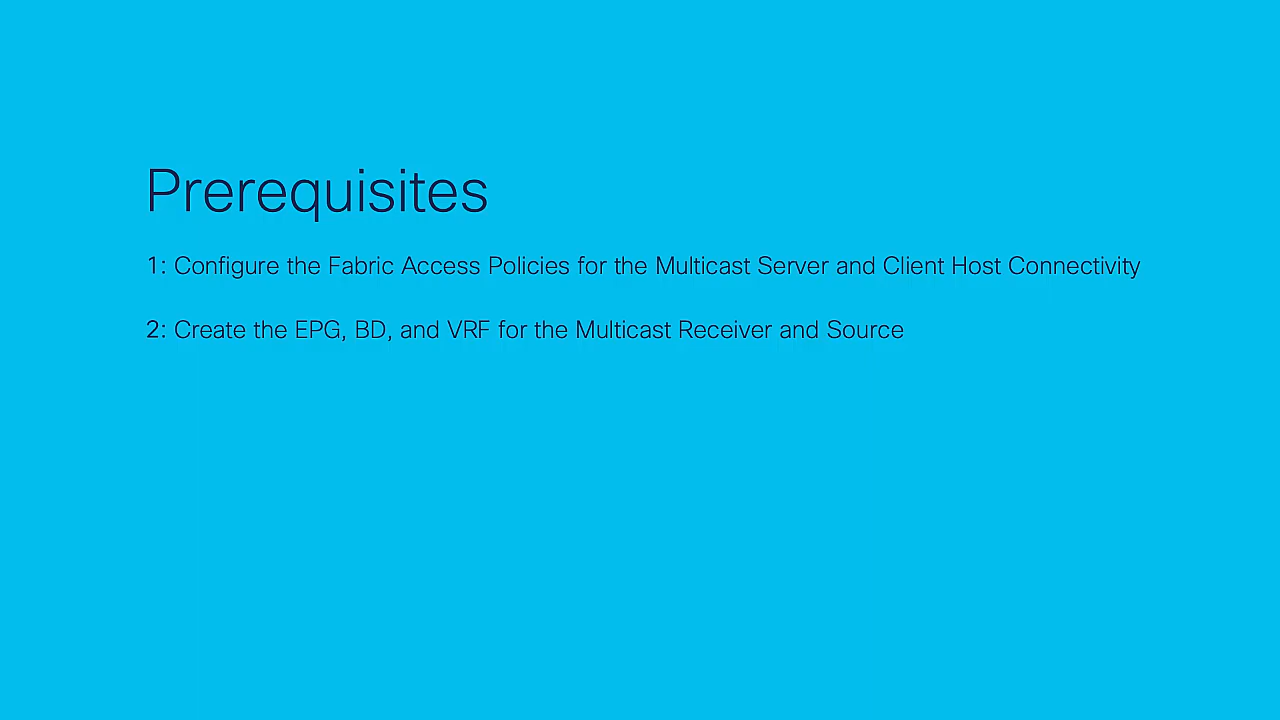 Prerequisites
1: Configure the Fabric Access Policies for the Multicast Server and Client Host Connectivity
2: Create the EPG, BD, and VRF for the Multicast Receiver and Source